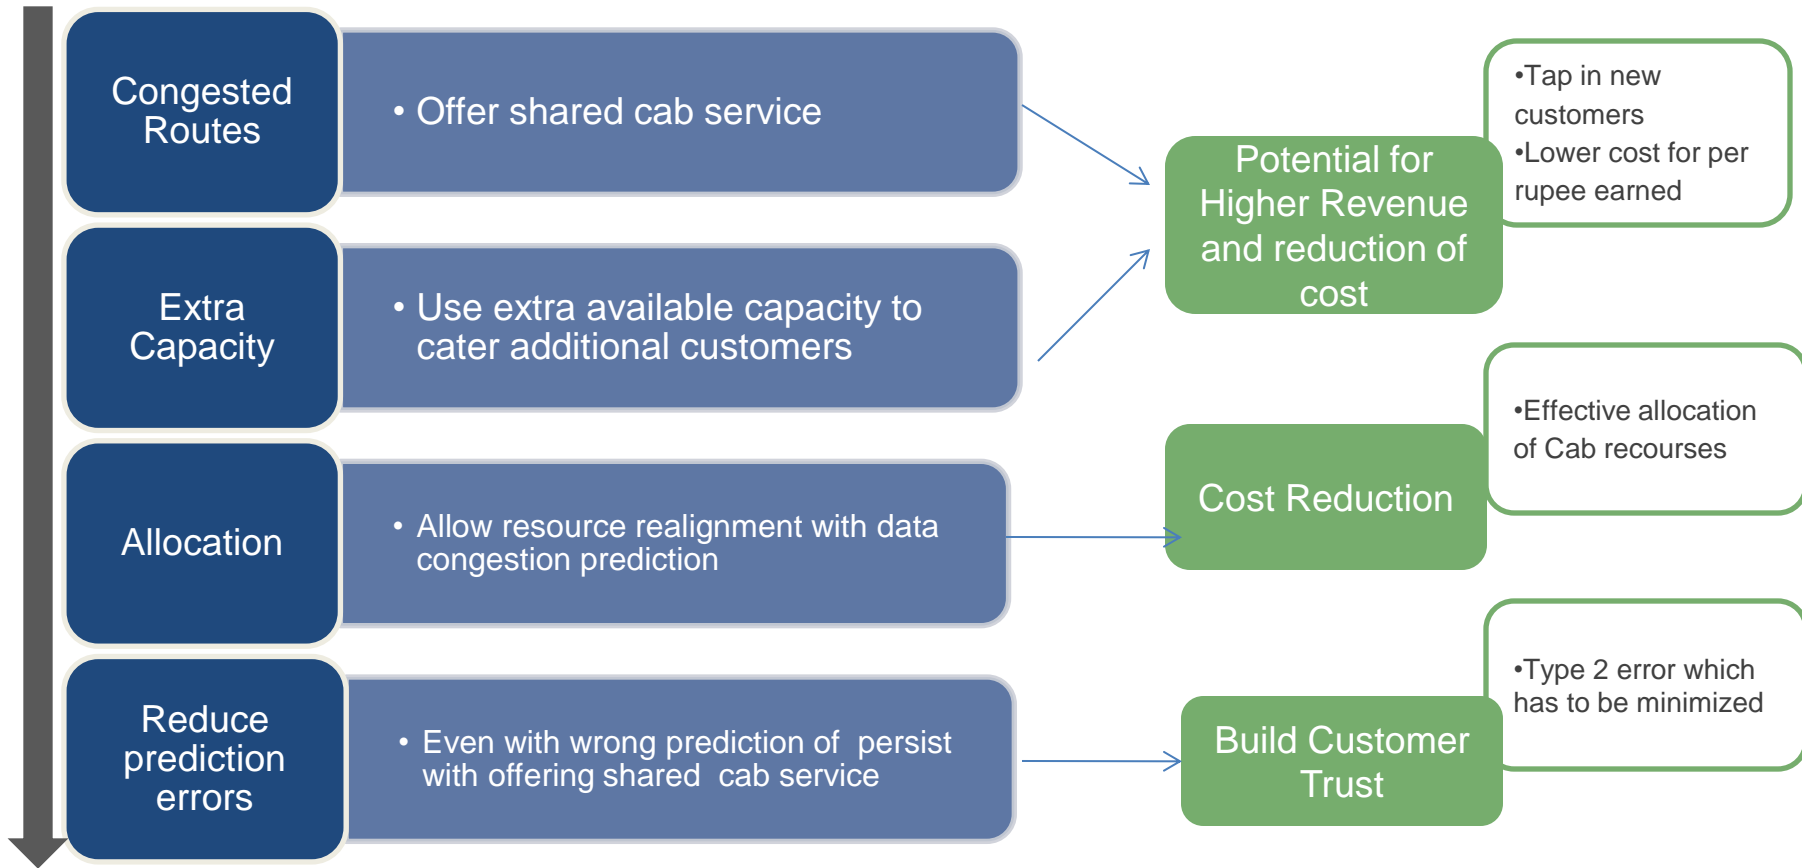 Congested
Routes
• Offer shared cab service
Extra
Capacity
• Use extra available capacity to
cater additional customers
Allocation
• Allow resource realignment with data
congestion prediction
Reduce
prediction
errors
• Even with wrong prediction of  persist
with offering shared  cab service
Potential for
Higher Revenue
and reduction of
cost
•Tap in new
customers
•Lower cost for per
rupee earned
Cost Reduction
•Effective allocation
of Cab recourses
Build Customer
Trust
•Type 2 error which
has to be minimized